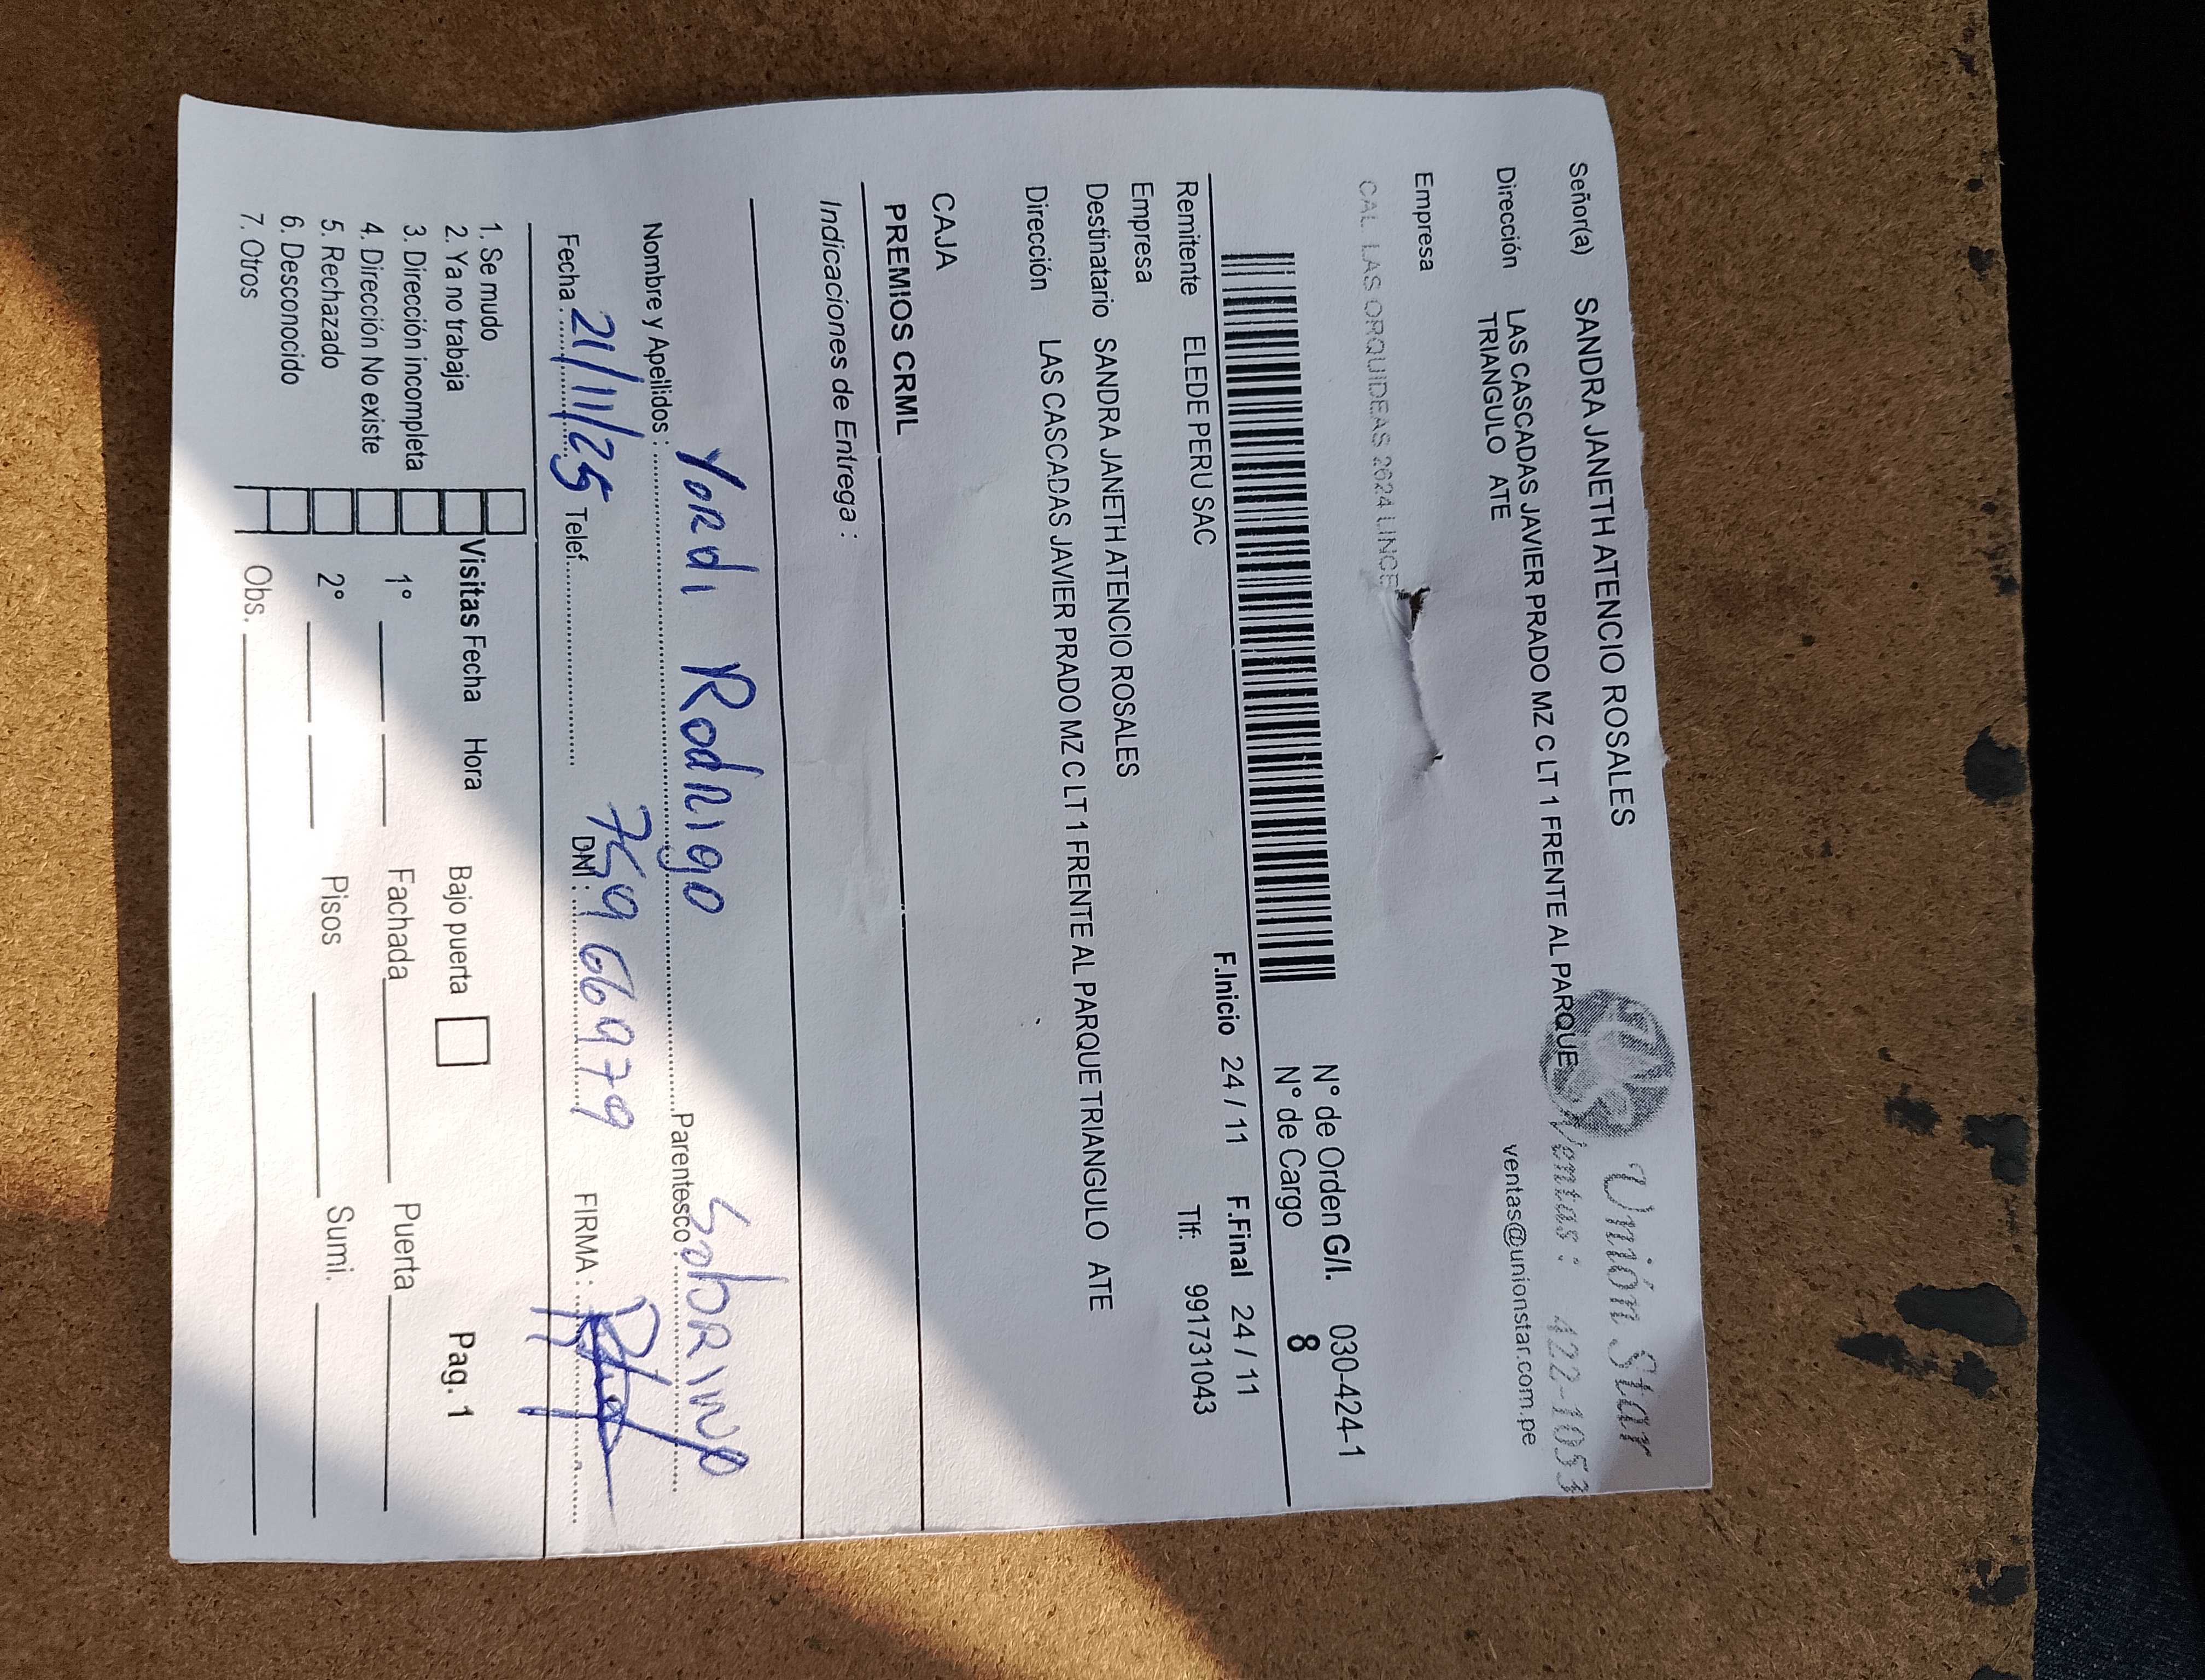 Unión Star
Señor(a) SANDRA JANETH ATENCIO ROSALES
Ventas: 422-1053
Dirección LAS CASCADAS JAVIER PRADO MZ C LT 1 FRENTE AL PARQUE
TRIANGULO ATE
ventas@unionstar.com.pe
Empresa
CAL LAS ORQUIDEAS 2624 LINCE
N° de Orden G/I. 030-424-1
N° de Cargo 8
F.Inicio 24 / 11 F.Final 24 / 11
Remitente ELEDE PERU SAC Tlf: 991731043
Empresa
Destinatario SANDRA JANETH ATENCIO ROSALES
Dirección LAS CASCADAS JAVIER PRADO MZ C LT 1 FRENTE AL PARQUE TRIANGULO ATE
CAJA
PREMIOS CRML
Indicaciones de Entrega :
Nombre y Apellidos : Yordi Rodrigo Parentesco : Sobrino
Fecha : 21/11/25 Telef. DNI : 75966979 FIRMA :
1. Se mudo
2. Ya no trabaja
3. Dirección incompleta
4. Dirección No existe
5. Rechazado
6. Desconocido
7. Otros
Visitas Fecha Hora Bajo puerta Pag. 1
1° Fachada Puerta
2° Pisos Sumi.
Obs.